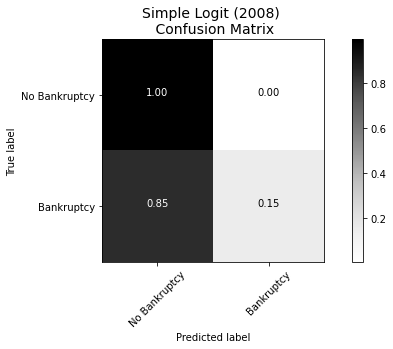 Simple Logit (2008)
Confusion Matrix
No Bankruptcy
1.00
0.00
Bankruptcy
0.85
0.15
True label
No Bankruptcy
Bankruptcy
Predicted label
0.8
0.6
0.4
0.2